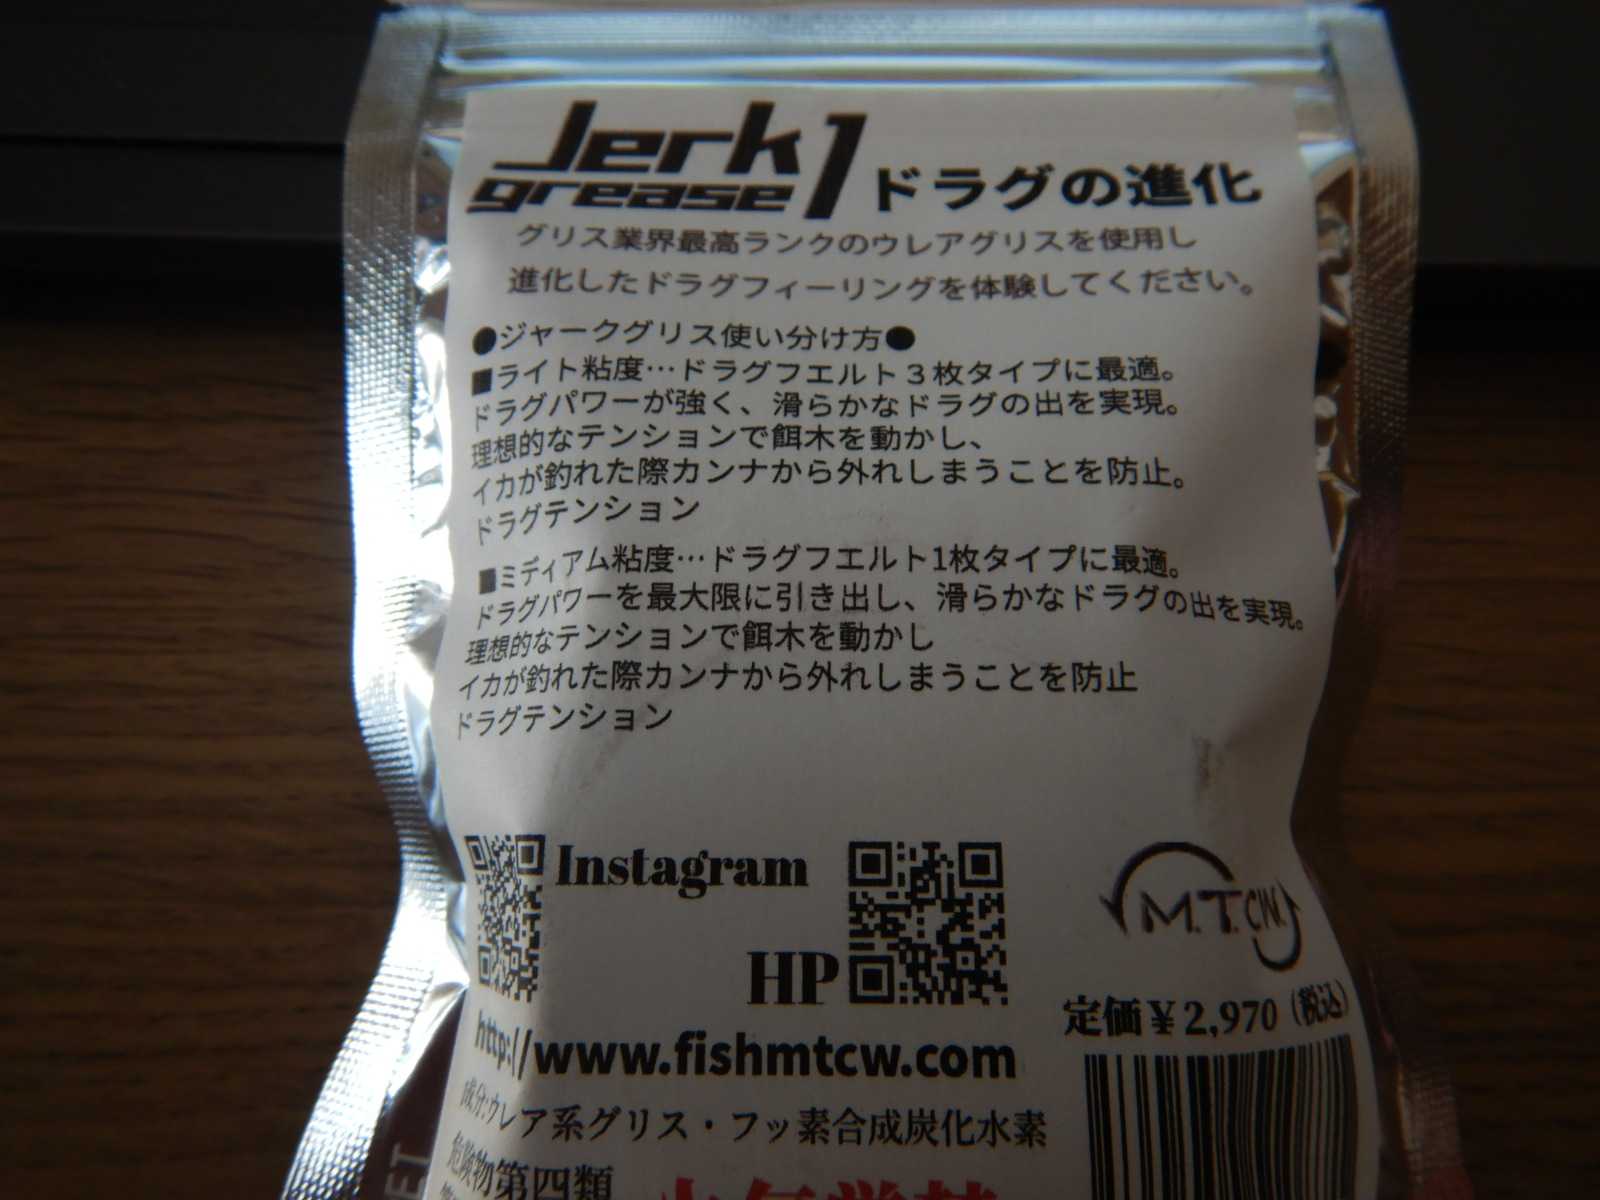 Jerk
grease 1 ドラグの進化
グリス業界最高ランクのウレアグリスを使用し
進化したドラグフィーリングを体験してください。
●ジャークグリス使い分け方●
■ライト粘度…ドラグフエルト3枚タイプに最適。
ドラグパワーが強く、滑らかなドラグの出を実現。
理想的なテンションで餌木を動かし、
イカが釣れた際カンナから外れしまうことを防止。
ドラグテンション
■ミディアム粘度…ドラグフエルト1枚タイプに最適。
ドラグパワーを最大限に引き出し、滑らかなドラグの出を実現。
理想的なテンションで餌木を動かし
イカが釣れた際カンナから外れしまうことを防止
ドラグテンション
Instagram
HP
M.T.C.W.
定価¥2,970(税込)
http://www.fishmtcw.com
成分:ウレア系グリス・フッ素合成炭化水素
危険物第四類